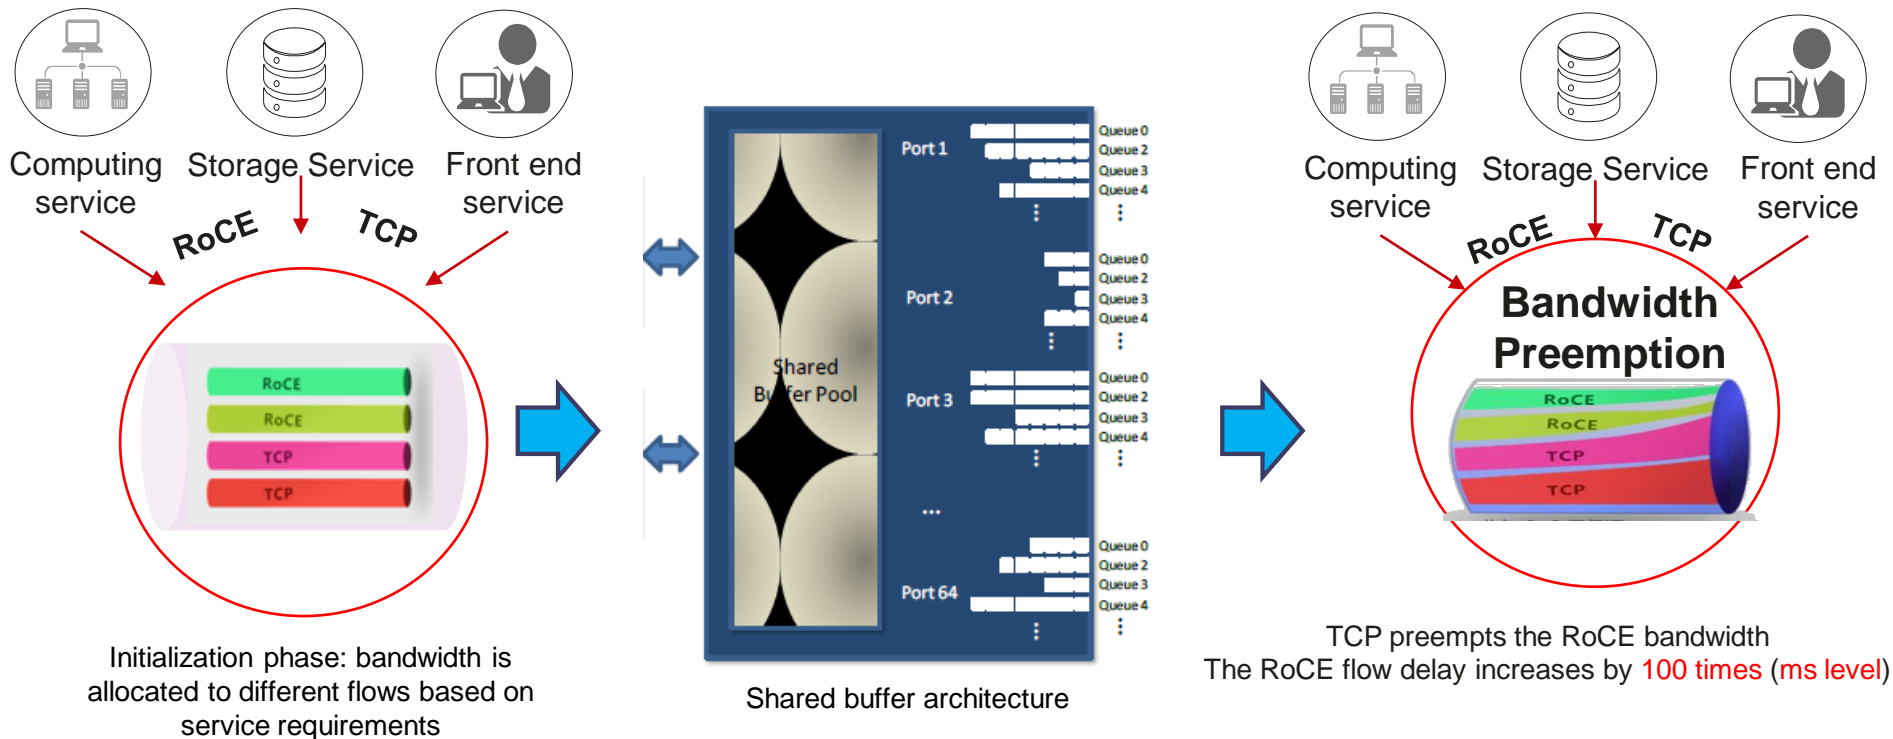 Computing
service
Storage Service
Front end
service
RoCE
TCP
RoCE
RoCE
TCP
TCP
Initialization phase: bandwidth is
allocated to different flows based on
service requirements
Shared
Buffer Pool
Port 1
Queue 0
Queue 2
Queue 3
Queue 4
Port 2
Queue 0
Queue 2
Queue 3
Queue 4
Port 3
Queue 0
Queue 2
Queue 3
Queue 4
...
Port 64
Queue 0
Queue 2
Queue 3
Queue 4
Shared buffer architecture
Computing
service
Storage Service
Front end
service
RoCE
TCP
Bandwidth
Preemption
RoCE
RoCE
TCP
TCP
TCP preempts the RoCE bandwidth
The RoCE flow delay increases by 100 times (ms level)